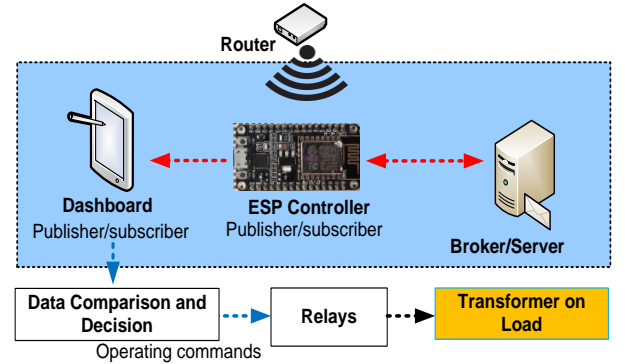 Router
Dashboard
Publisher/subscriber
ESP Controller
Publisher/subscriber
Broker/Server
Data Comparison and
Decision
Operating commands
Relays
Transformer on
Load